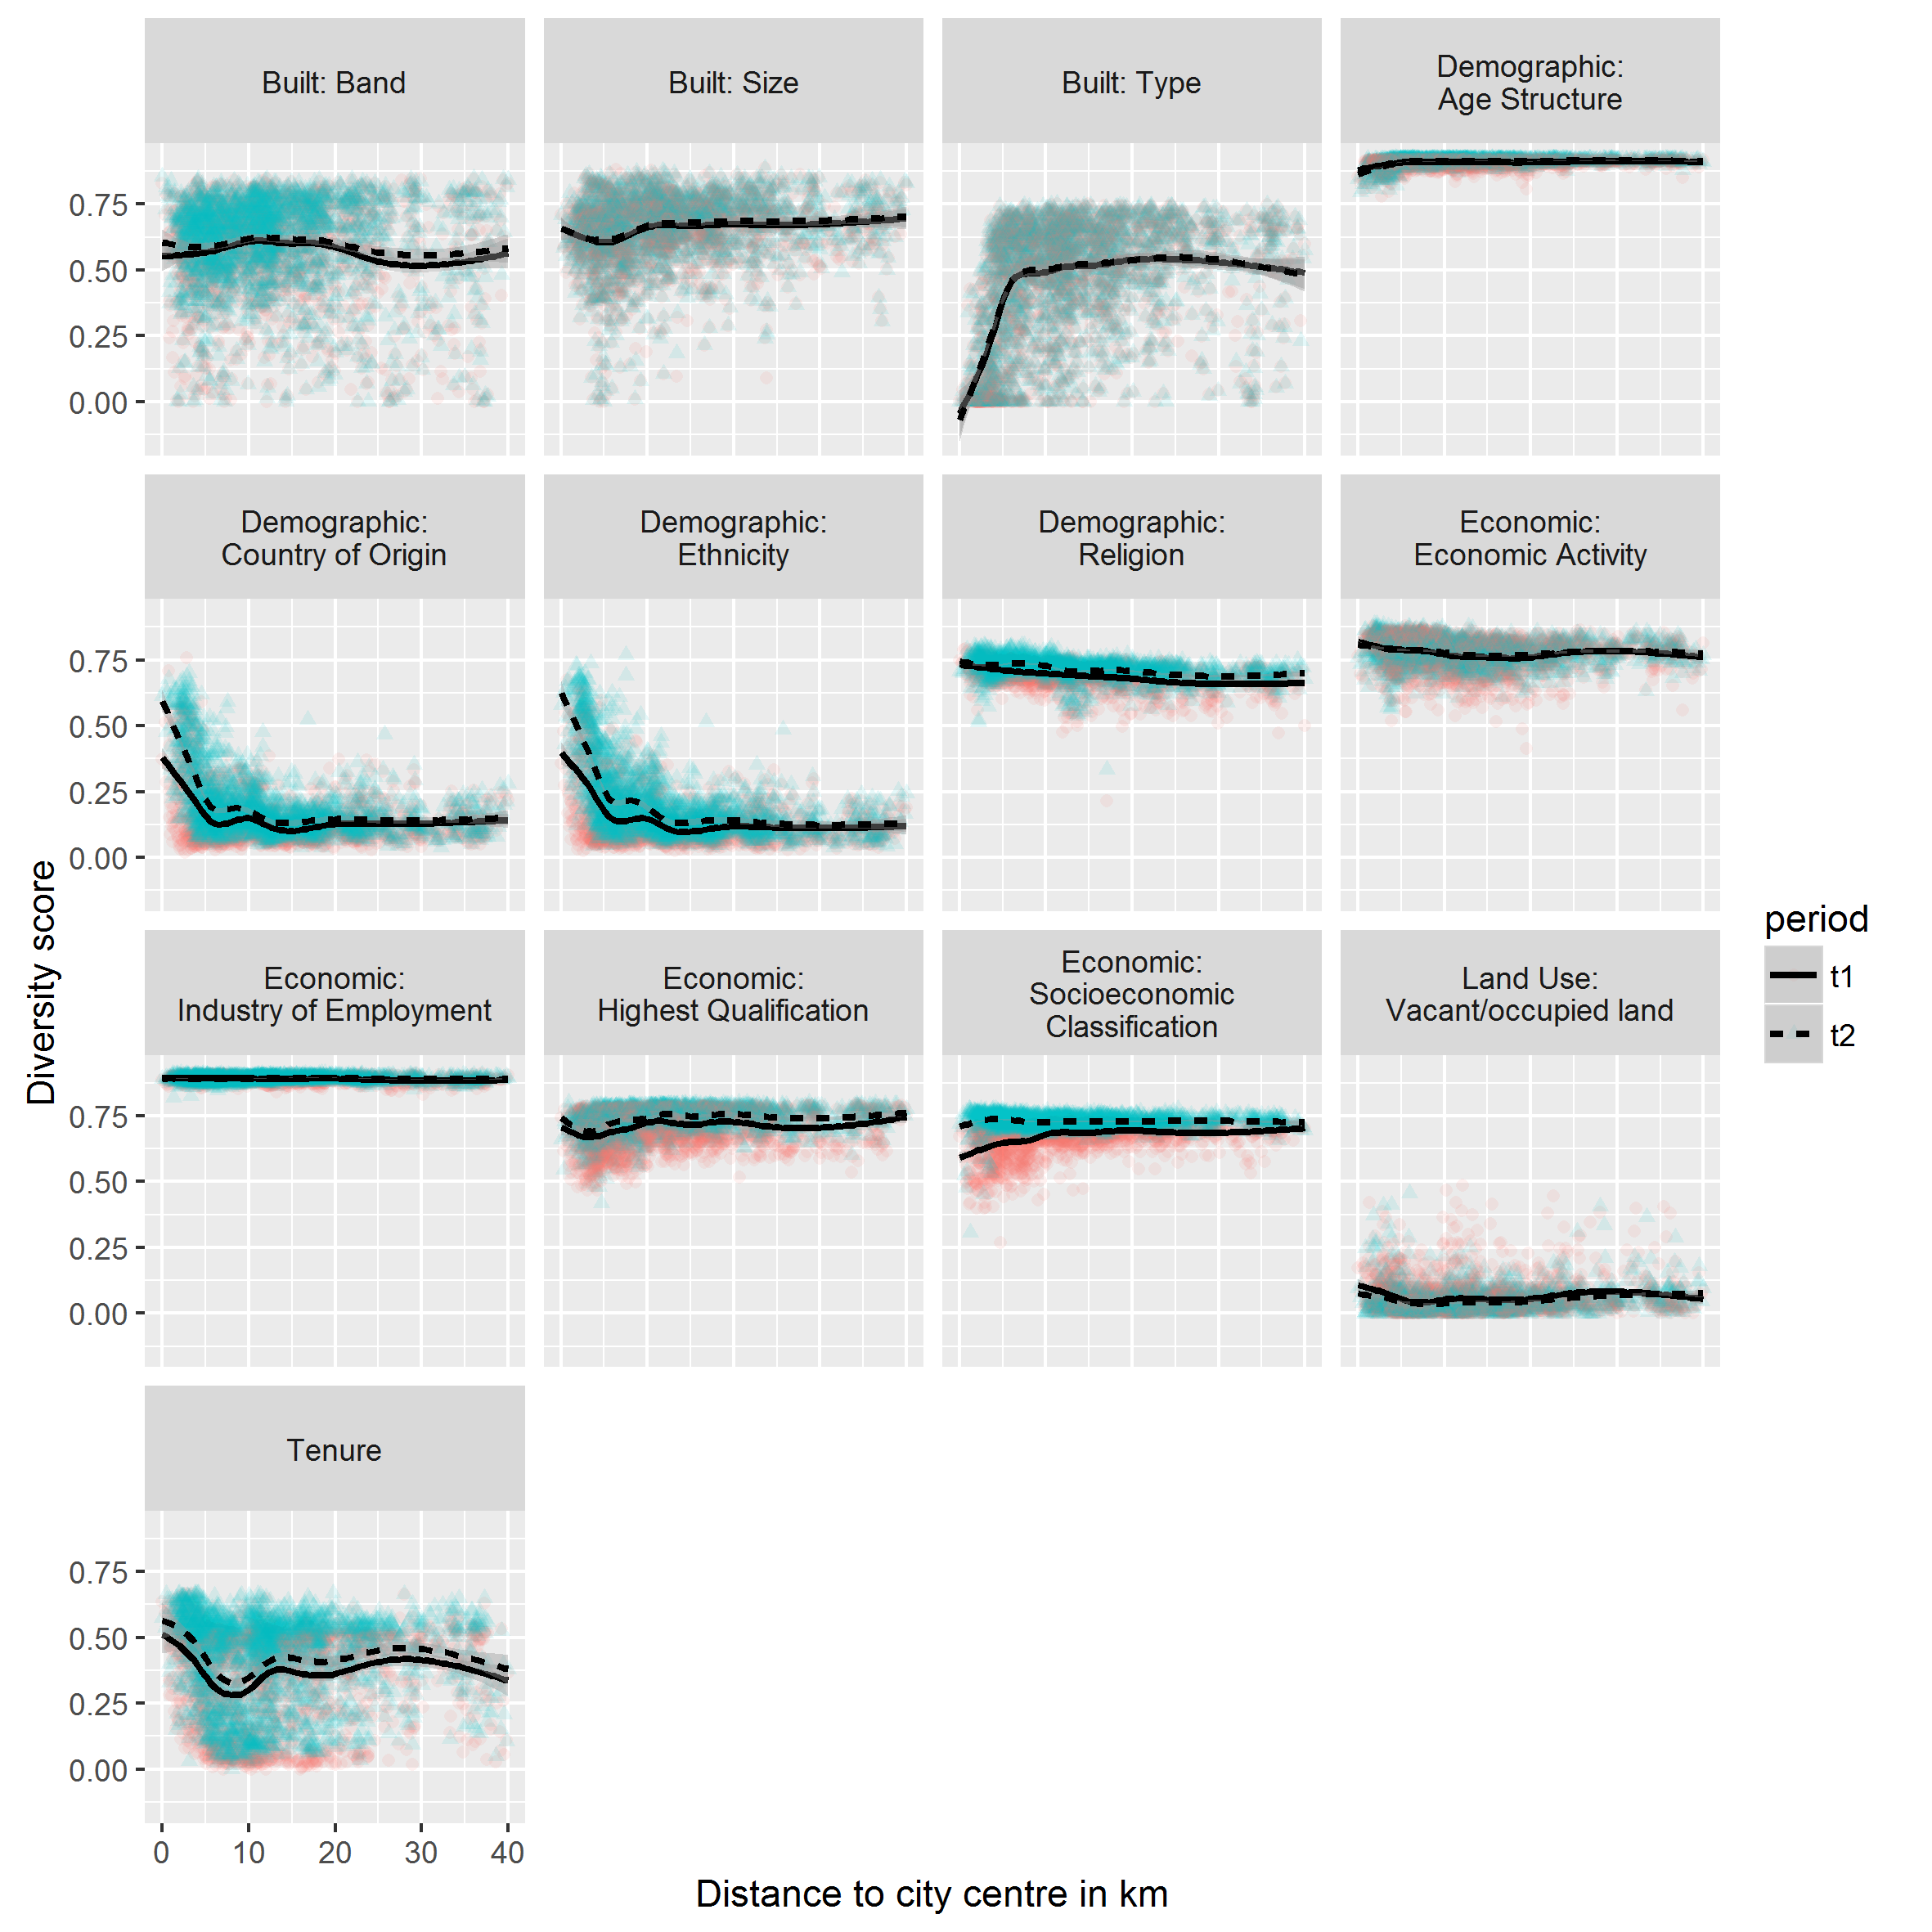 Built: Band
Built: Size
Built: Type
Demographic:
Age Structure
0.75
0.50
0.25
0.00
Demographic:
Country of Origin
Demographic:
Ethnicity
Demographic:
Religion
Economic:
Economic Activity
0.75
0.50
0.25
0.00
Economic:
Industry of Employment
Economic:
Highest Qualification
Economic:
Socioeconomic
Classification
Land Use:
Vacant/occupied land
0.75
0.50
0.25
0.00
Tenure
0.75
0.50
0.25
0.00
0
10
20
30
40
Distance to city centre in km
Diversity score
period
t1
t2